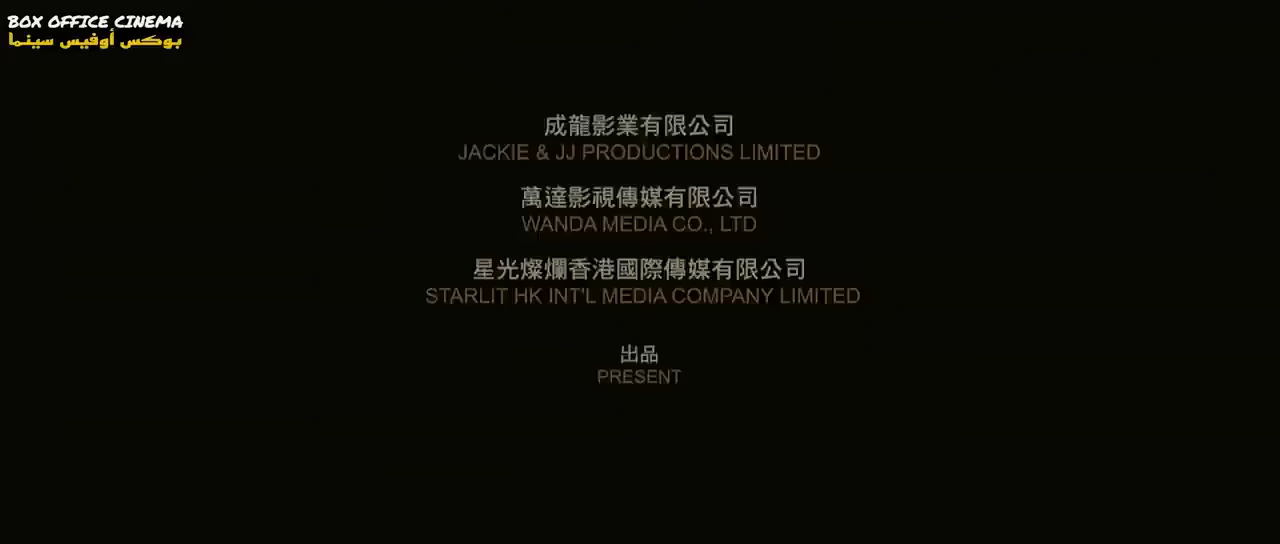 BOX OFFICE CINEMA
بوكس أوفيس سينما
成龍影業有限公司
JACKIE & JJ PRODUCTIONS LIMITED
萬達影視傳媒有限公司
WANDA MEDIA CO., LTD
星光燦爛香港國際傳媒有限公司
STARLIT HK INT'L MEDIA COMPANY LIMITED
出品
PRESENT